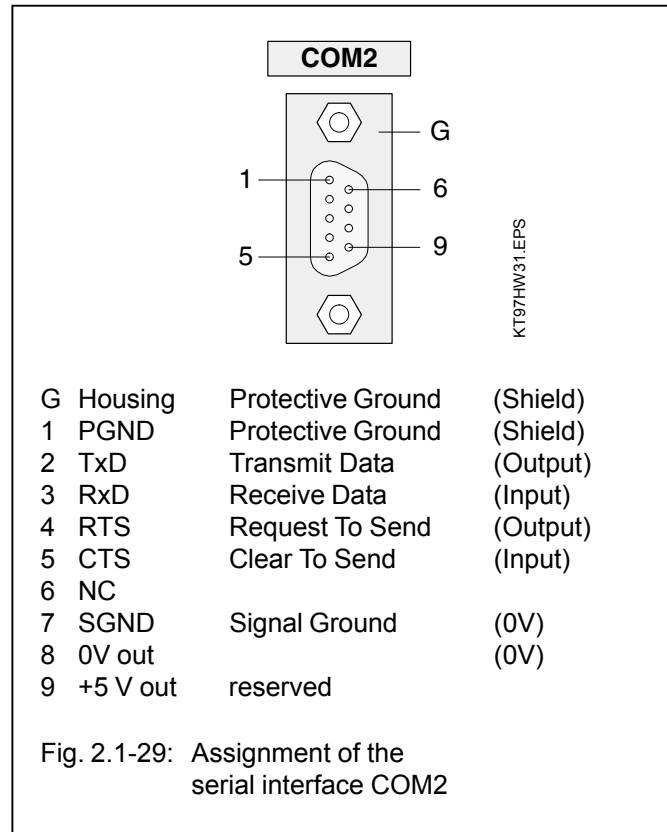 COM2
G
1
6
5
9
KT97HW31.EPS
G Housing Protective Ground (Shield)
1 PGND Protective Ground (Shield)
2 TxD Transmit Data (Output)
3 RxD Receive Data (Input)
4 RTS Request To Send (Output)
5 CTS Clear To Send (Input)
6 NC
7 SGND Signal Ground (0V)
8 0V out (0V)
9 +5 V out reserved
Fig. 2.1-29: Assignment of the
serial interface COM2